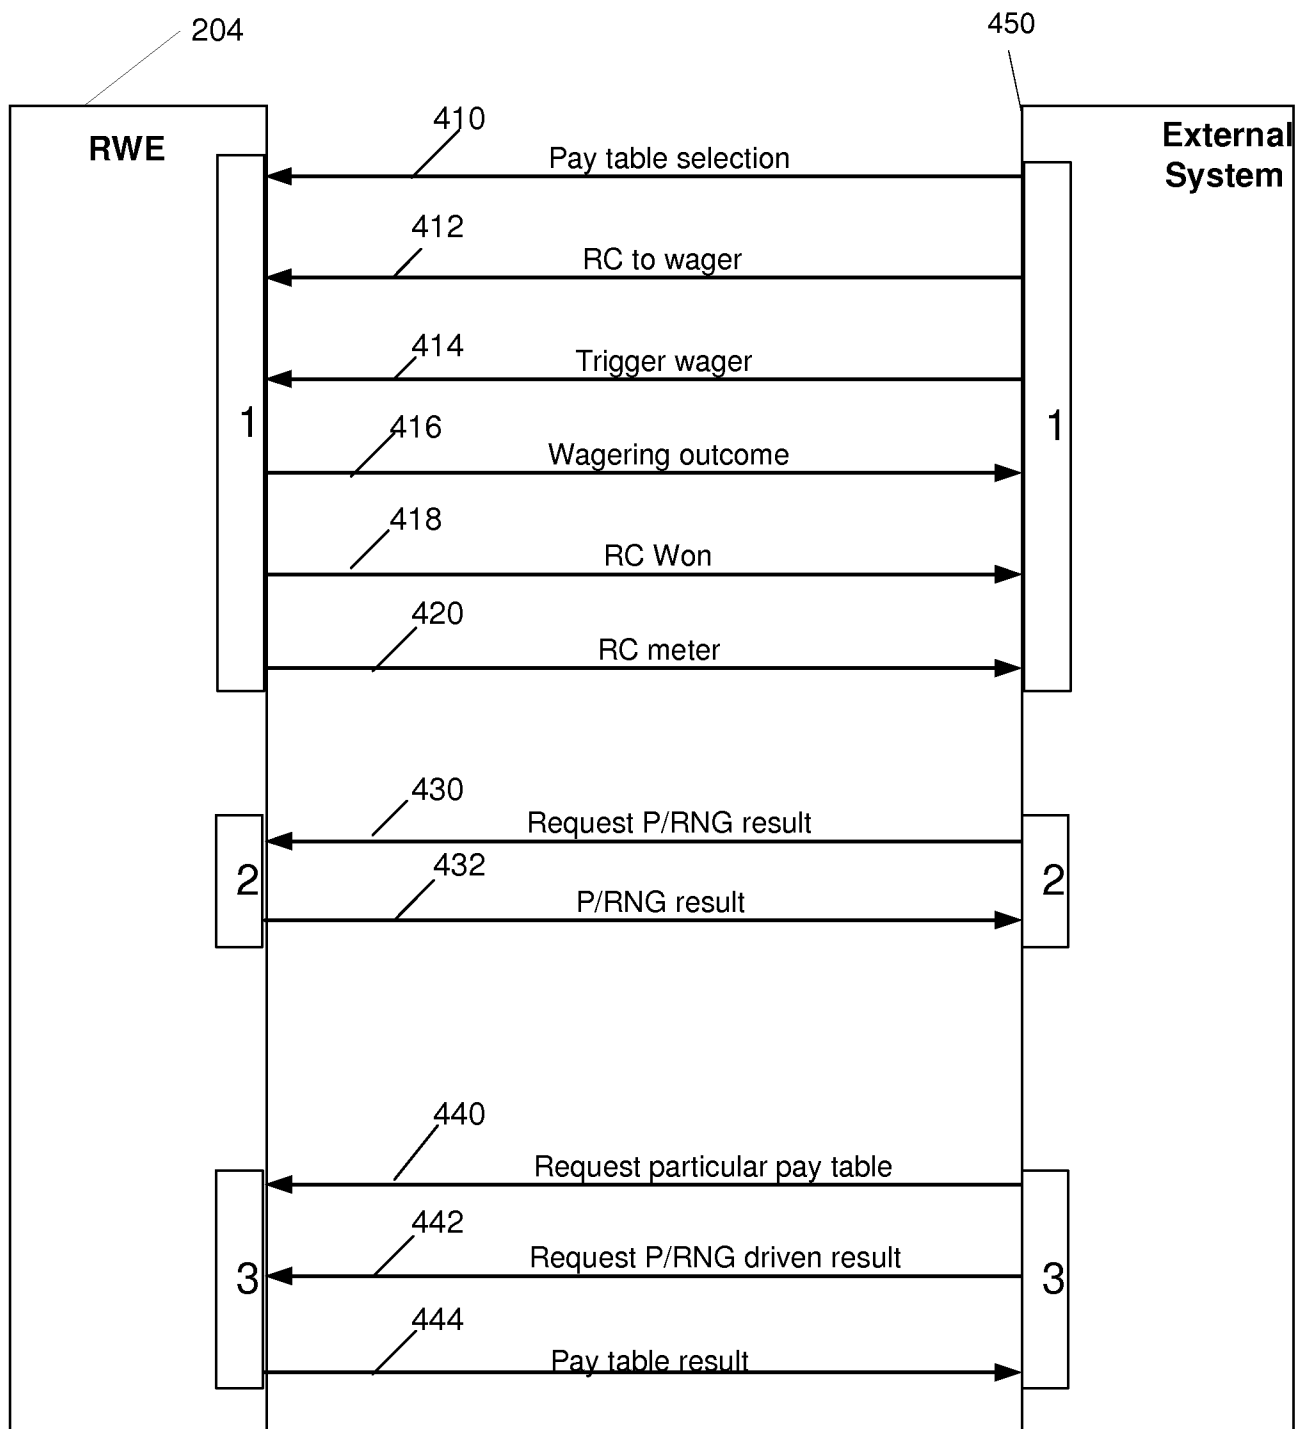 204
450
RWE
External
System
410
Pay table selection
412
RC to wager
414
Trigger wager
1
1
416
Wagering outcome
418
RC Won
420
RC meter
430
Request P/RNG result
2
2
432
P/RNG result
440
Request particular pay table
442
Request P/RNG driven result
3
3
444
Pay table result